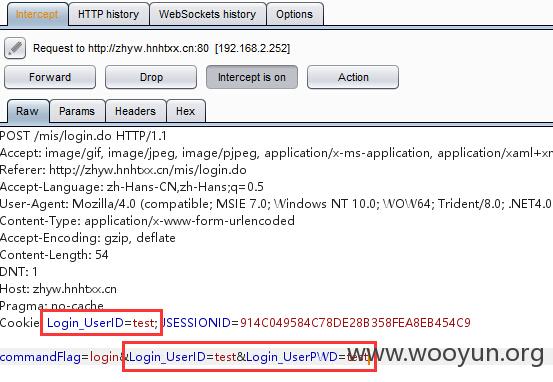 Intercept HTTP history WebSockets history Options
Request to http://zhyw.hnhtxx.cn:80 [192.168.2.252]
Forward Drop Intercept is on Action
Raw Params Headers Hex
POST /mis/login.do HTTP/1.1
Accept: image/gif, image/jpeg, image/pjpeg, application/x-ms-application, application/xaml+xm
Referer: http://zhyw.hnhtxx.cn/mis/login.do
Accept-Language: zh-Hans-CN,zh-Hans;q=0.5
User-Agent: Mozilla/4.0 (compatible; MSIE 7.0; Windows NT 10.0; WOW64; Trident/8.0; .NET4.0
Content-Type: application/x-www-form-urlencoded
Accept-Encoding: gzip, deflate
Content-Length: 54
DNT: 1
Host: zhyw.hnhtxx.cn
Pragma: no-cache
Cookie: Login_UserID=test; JSESSIONID=914C049584C78DE28B358FEA8EB454C9
commandFlag=login&Login_UserID=test&Login_UserPWD=test
www.wooyun.org